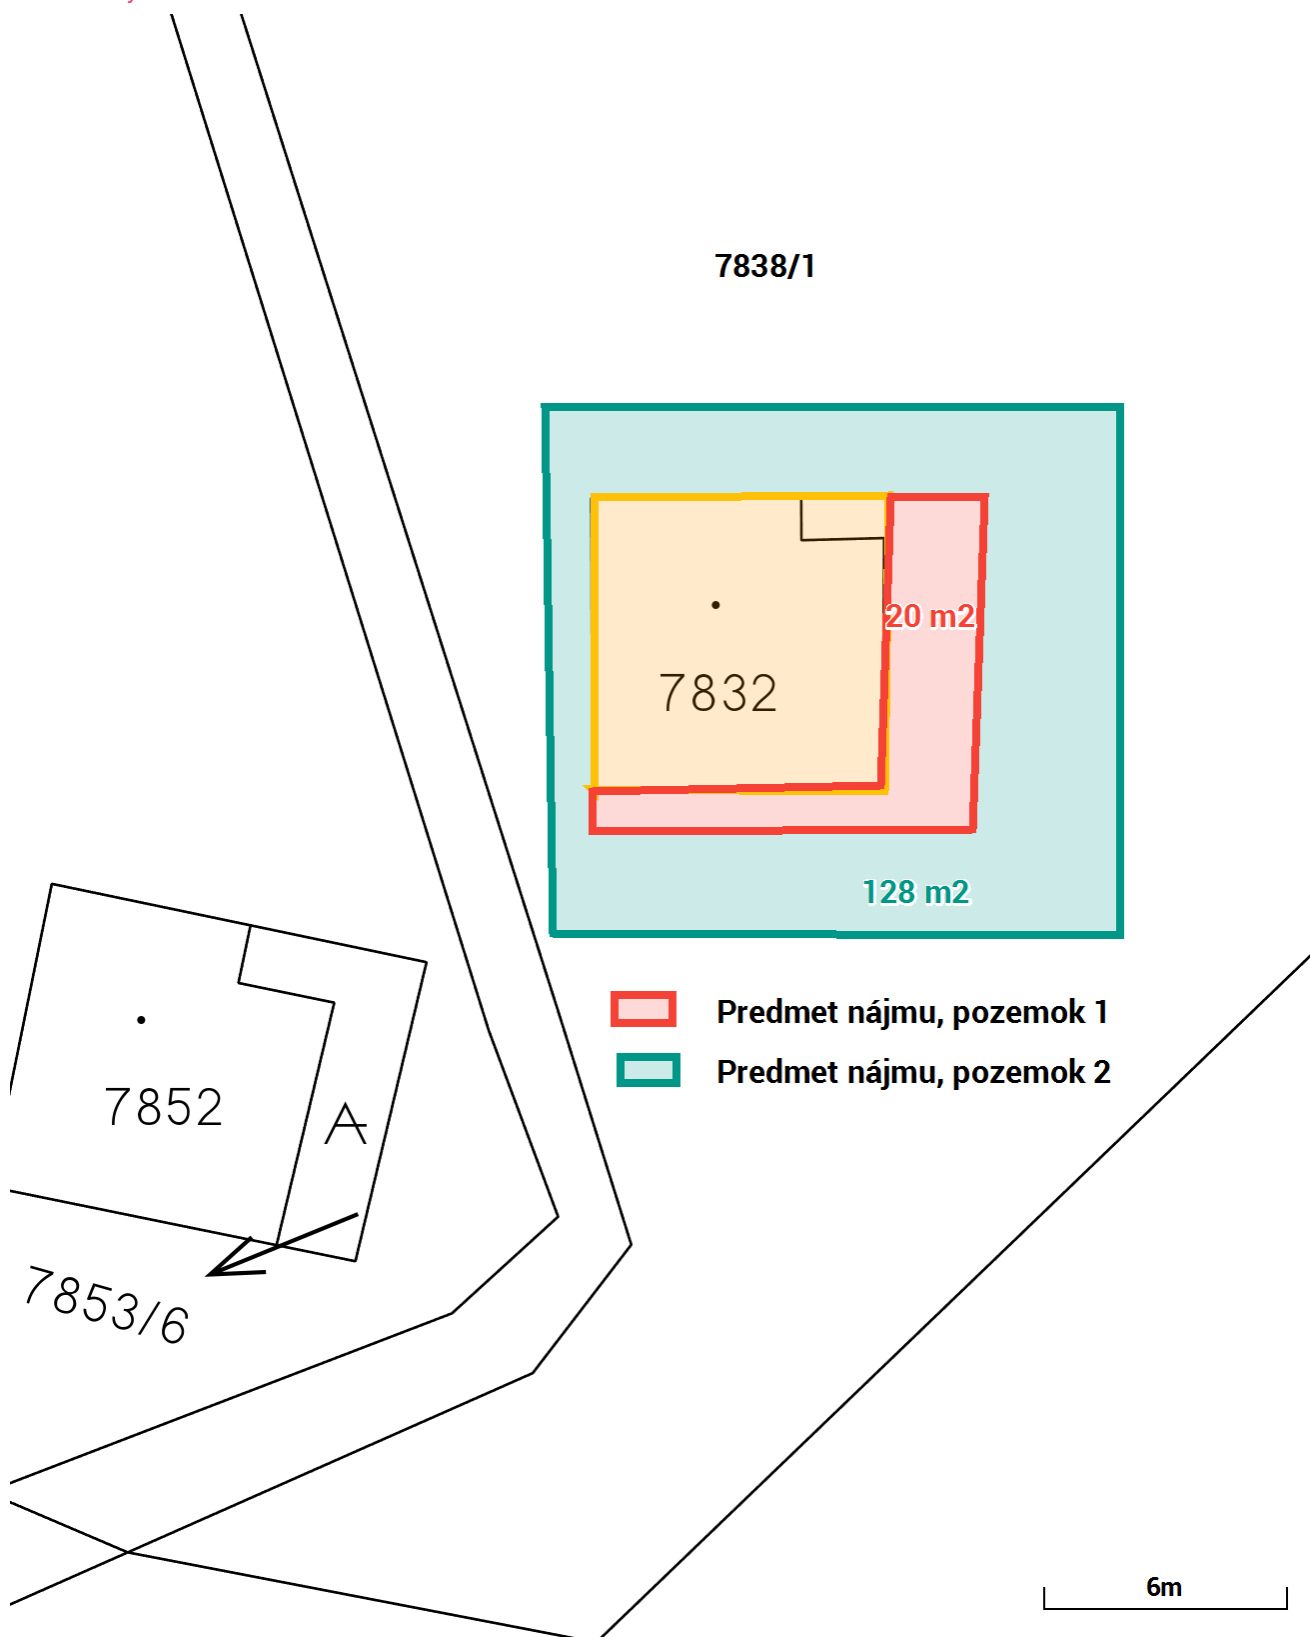 7838/1
20 m2
7832
128 m2
Predmet nájmu, pozemok 1
Predmet nájmu, pozemok 2
7852
A
7853/6
6m